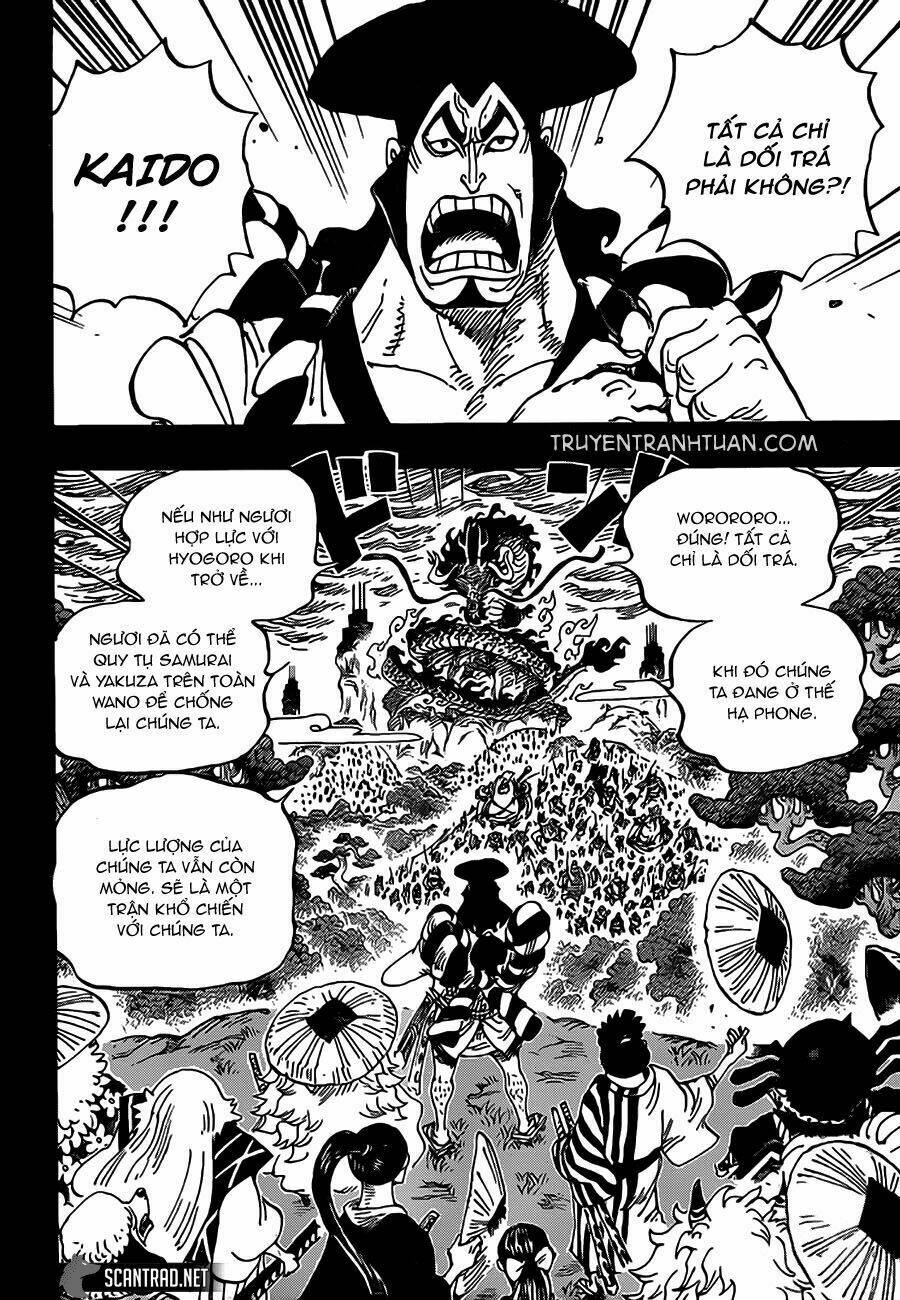 TẤT CẢ CHỈ
LÀ DỐI TRÁ
PHẢI KHÔNG?!
KAIDO
!!!
TRUYENTRANHTUAN.COM
ドンッ
WORORORO...
ĐÚNG! TẤT CẢ
CHỈ LÀ DỐI TRÁ.
KHI ĐÓ CHÚNG
TA ĐANG Ở THẾ
HẠ PHONG.
NẾU NHƯ NGƯƠI
HỢP LỰC VỚI
HYOGORO KHI
TRỞ VỀ...
NGƯƠI ĐÃ CÓ THỂ
QUY TỤ SAMURAI
VÀ YAKUZA TRÊN TOÀN
WANO ĐỂ CHỐNG
LẠI CHÚNG TA.
LỰC LƯỢNG CỦA
CHÚNG TA VẪN CÒN
MỎNG. SẼ LÀ MỘT
TRẬN KHỔ CHIẾN
VỚI CHÚNG TA.
SCANTRAD.NET